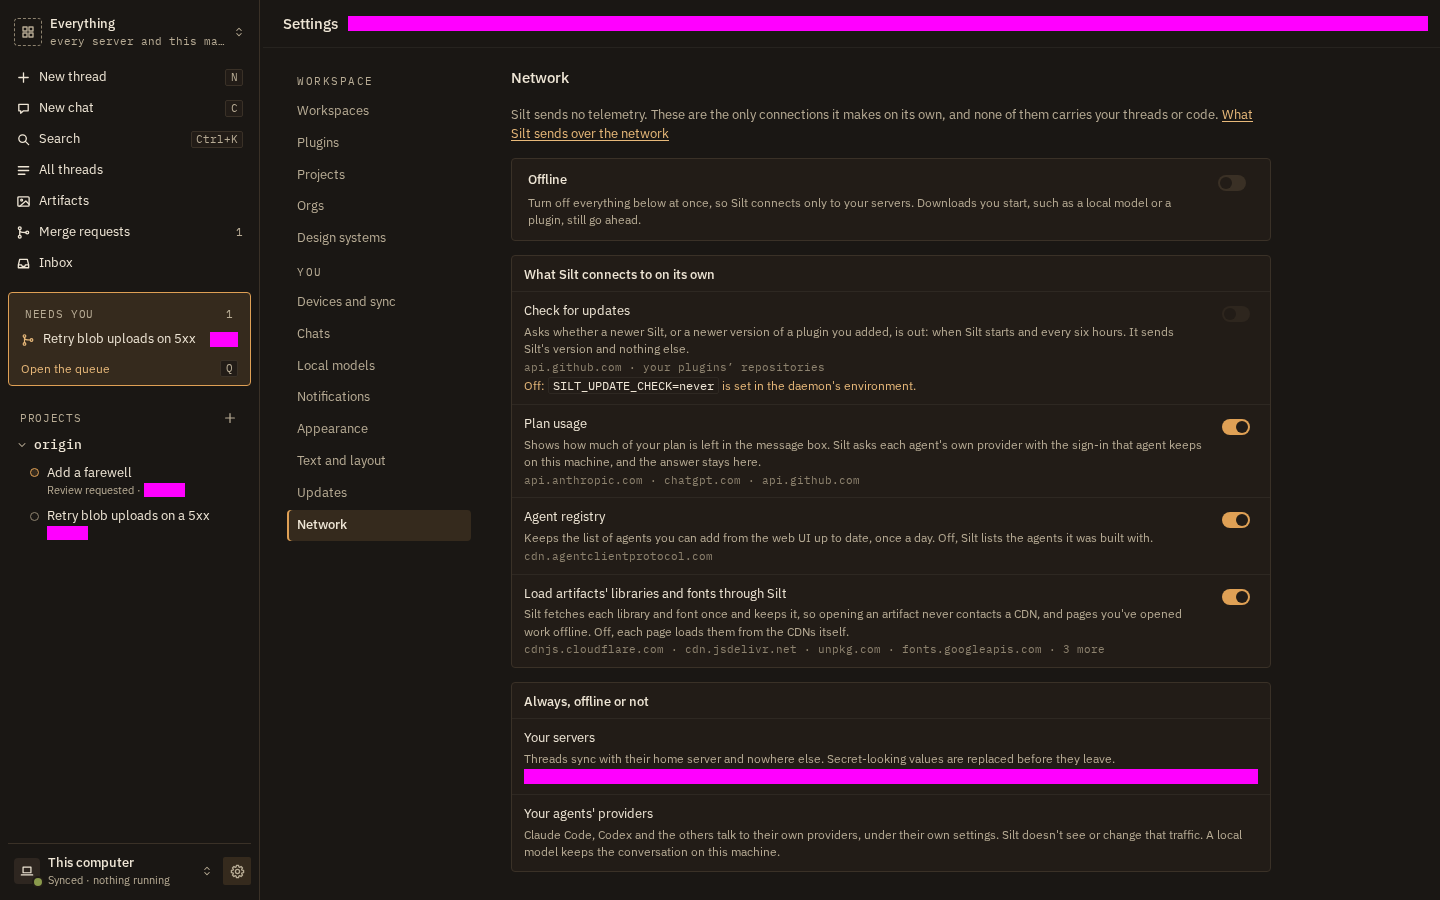 Everything
every server and this ma…
New thread N
New chat C
Search Ctrl+K
All threads
Artifacts
Merge requests 1
Inbox
NEEDS YOU 1
Retry blob uploads on 5xx
Open the queue Q
PROJECTS
origin
Add a farewell
Review requested ·
Retry blob uploads on a 5xx
This computer
Synced · nothing running
Settings
WORKSPACE
Workspaces
Plugins
Projects
Orgs
Design systems
YOU
Devices and sync
Chats
Local models
Notifications
Appearance
Text and layout
Updates
Network
Network
Silt sends no telemetry. These are the only connections it makes on its own, and none of them carries your threads or code. What
Silt sends over the network
Offline
Turn off everything below at once, so Silt connects only to your servers. Downloads you start, such as a local model or a
plugin, still go ahead.
What Silt connects to on its own
Check for updates
Asks whether a newer Silt, or a newer version of a plugin you added, is out: when Silt starts and every six hours. It sends
Silt's version and nothing else.
api.github.com · your plugins’ repositories
Off: SILT_UPDATE_CHECK=never is set in the daemon's environment.
Plan usage
Shows how much of your plan is left in the message box. Silt asks each agent's own provider with the sign-in that agent keeps
on this machine, and the answer stays here.
api.anthropic.com · chatgpt.com · api.github.com
Agent registry
Keeps the list of agents you can add from the web UI up to date, once a day. Off, Silt lists the agents it was built with.
cdn.agentclientprotocol.com
Load artifacts' libraries and fonts through Silt
Silt fetches each library and font once and keeps it, so opening an artifact never contacts a CDN, and pages you've opened
work offline. Off, each page loads them from the CDNs itself.
cdnjs.cloudflare.com · cdn.jsdelivr.net · unpkg.com · fonts.googleapis.com · 3 more
Always, offline or not
Your servers
Threads sync with their home server and nowhere else. Secret-looking values are replaced before they leave.
Your agents' providers
Claude Code, Codex and the others talk to their own providers, under their own settings. Silt doesn't see or change that traffic. A local
model keeps the conversation on this machine.